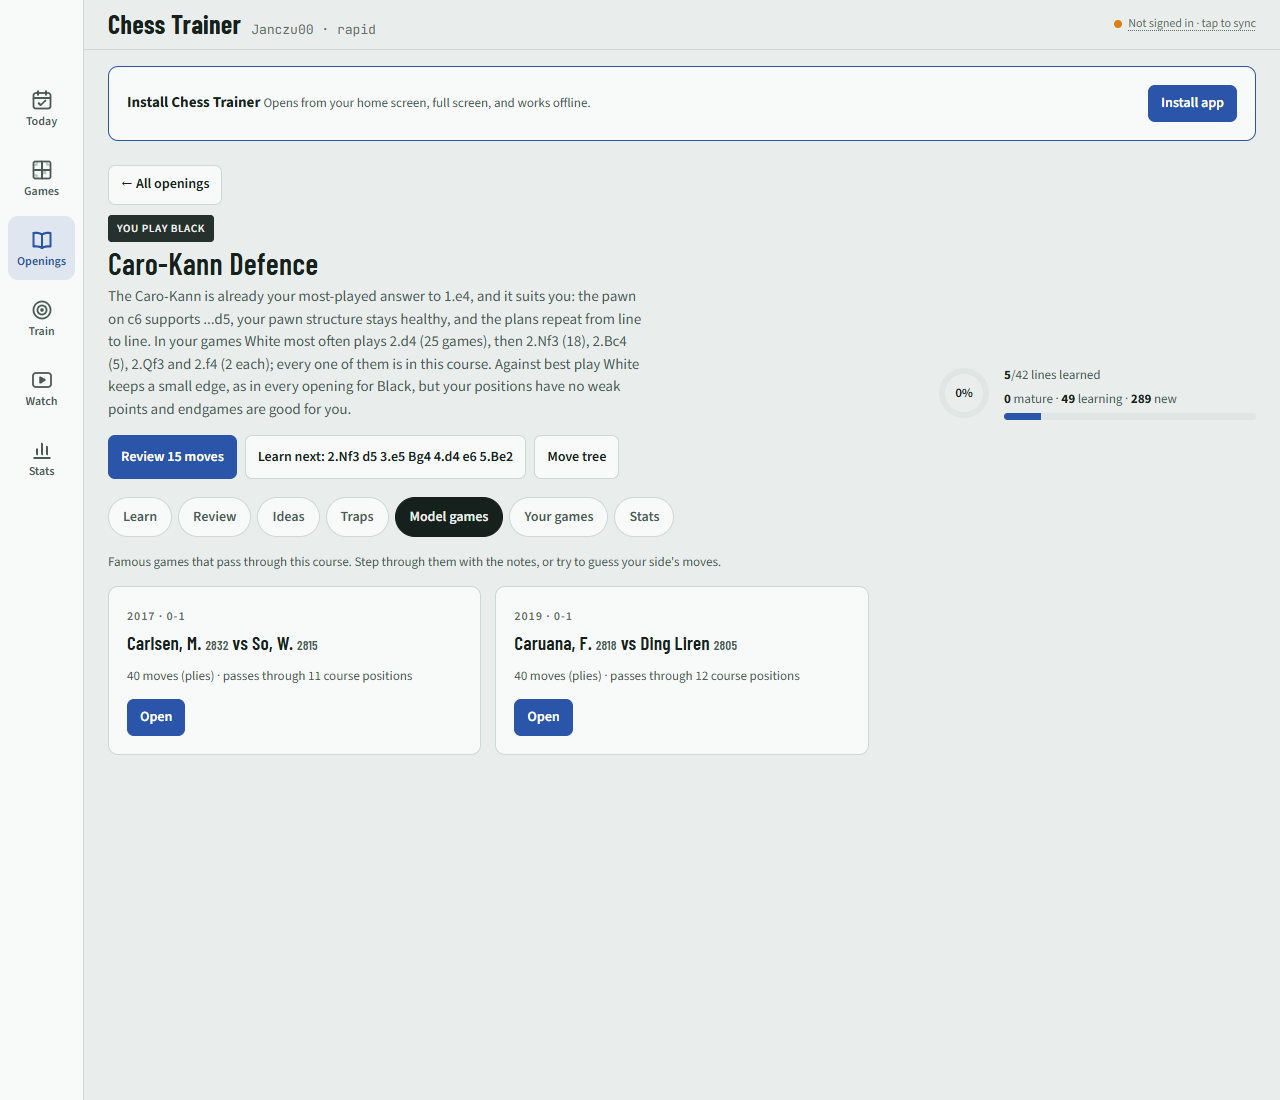 Chess Trainer Janczu00 · rapid
Not signed in · tap to sync
Today
Games
Openings
Train
Watch
Stats
Install Chess Trainer Opens from your home screen, full screen, and works offline.
Install app
← All openings
YOU PLAY BLACK
Caro-Kann Defence
The Caro-Kann is already your most-played answer to 1.e4, and it suits you: the pawn
on c6 supports ...d5, your pawn structure stays healthy, and the plans repeat from line
to line. In your games White most often plays 2.d4 (25 games), then 2.Nf3 (18), 2.Bc4
(5), 2.Qf3 and 2.f4 (2 each); every one of them is in this course. Against best play White
keeps a small edge, as in every opening for Black, but your positions have no weak
points and endgames are good for you.
0%
5/42 lines learned
0 mature · 49 learning · 289 new
Review 15 moves
Learn next: 2.Nf3 d5 3.e5 Bg4 4.d4 e6 5.Be2
Move tree
Learn
Review
Ideas
Traps
Model games
Your games
Stats
Famous games that pass through this course. Step through them with the notes, or try to guess your side's moves.
2017 · 0-1
Carlsen, M. 2832 vs So, W. 2815
40 moves (plies) · passes through 11 course positions
Open
2019 · 0-1
Caruana, F. 2818 vs Ding Liren 2805
40 moves (plies) · passes through 12 course positions
Open